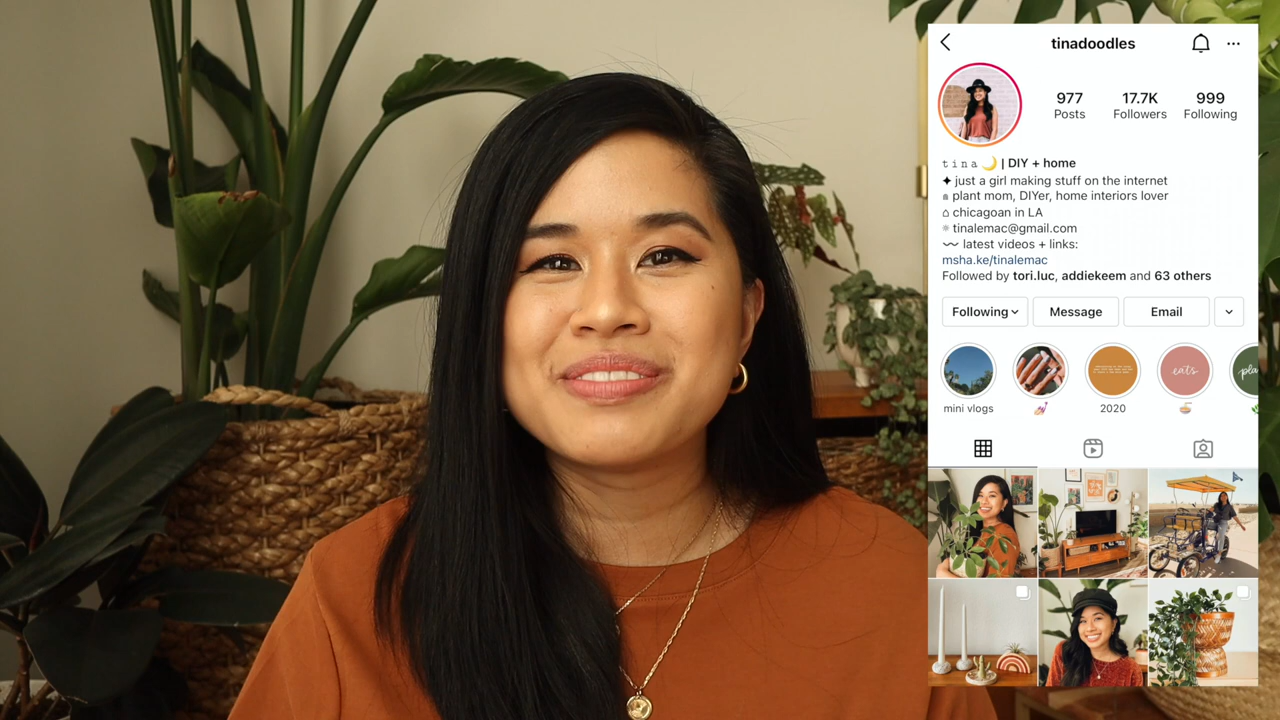 tinadoodles
977
17.7K
999
Posts
Followers
Following
tina🌙 | DIY + home
✦ just a girl making stuff on the internet
plant mom, DIYer, home interiors lover
⌂ chicagoan in LA
☼ tinalemac@gmail.com
〰 latest videos + links:
msha.ke/tinalemac
Followed by tori.luc, addiekeem and 63 others
Following
Message
Email
eats
pla
mini vlogs
2020